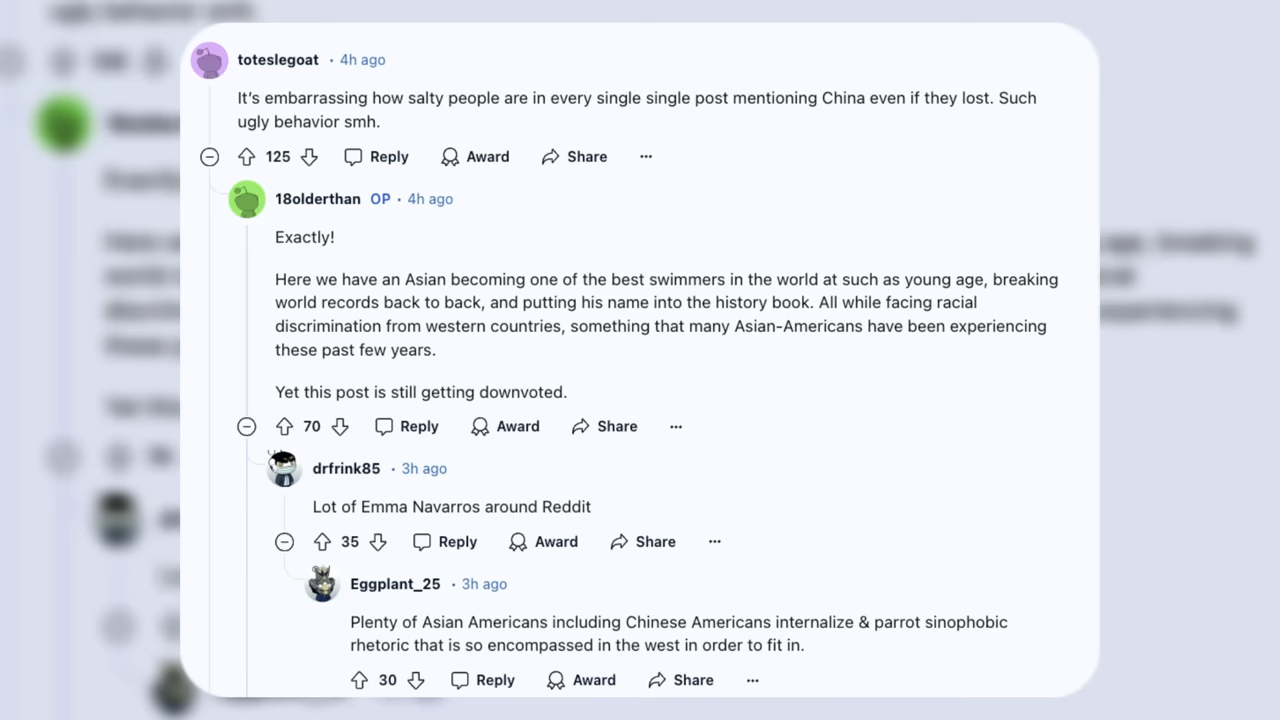 toteslegoat • 4h ago
It’s embarrassing how salty people are in every single single post mentioning China even if they lost. Such
ugly behavior smh.
125 Reply Award Share ...
18olderthan OP • 4h ago
Exactly!
Here we have an Asian becoming one of the best swimmers in the world at such as young age, breaking
world records back to back, and putting his name into the history book. All while facing racial
discrimination from western countries, something that many Asian-Americans have been experiencing
these past few years.
Yet this post is still getting downvoted.
70 Reply Award Share ...
drfrink85 • 3h ago
Lot of Emma Navarros around Reddit
35 Reply Award Share ...
Eggplant_25 • 3h ago
Plenty of Asian Americans including Chinese Americans internalize & parrot sinophobic
rhetoric that is so encompassed in the west in order to fit in.
30 Reply Award Share ...